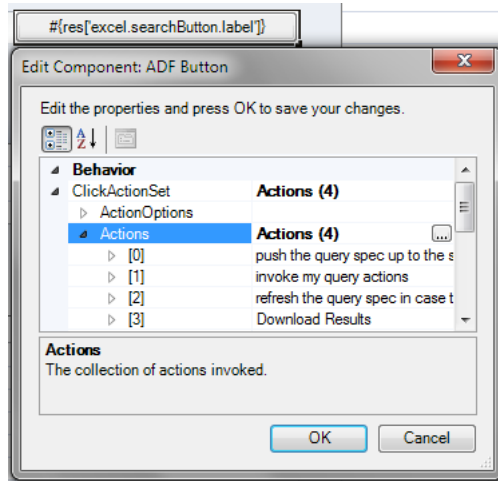 #{res['excel.searchButton.label']}
Edit Component: ADF Button
Edit the properties and press OK to save your changes.
Behavior
ClickActionSet Actions (4)
ActionOptions
Actions Actions (4) ...
[0] push the query spec up to the s
[1] invoke my query actions
[2] refresh the query spec in case t
[3] Download Results
Actions
The collection of actions invoked.
OK Cancel